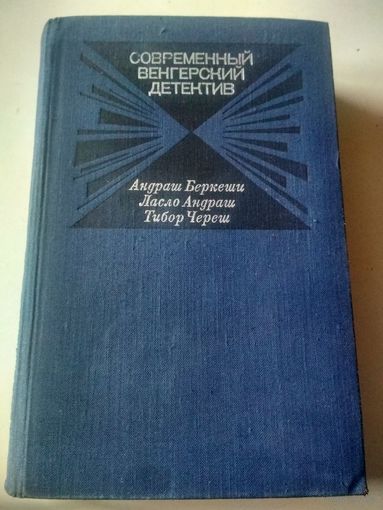 СОВРЕМЕННЫЙ
ВЕНГЕРСКИЙ
ДЕТЕКТИВ
Андраш Беркеши
Ласло Андраш
Тибор Череш